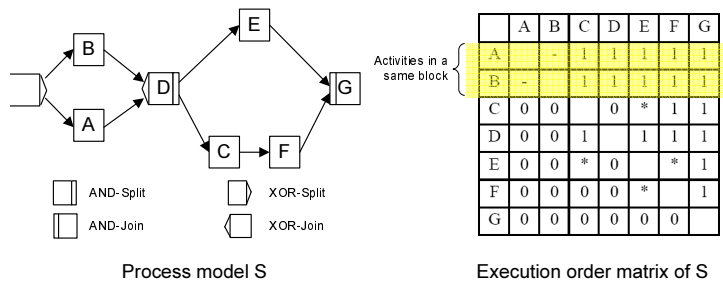 B
A
D
E
C
F
G
AND-Split
AND-Join
XOR-Split
XOR-Join
Process model S
Activities in a
same block
A B C D E F G
A - 1 1 1 1 1
B - 1 1 1 1 1
C 0 0 0 * 1 1
D 0 0 1 1 1 1
E 0 0 * 0 * 1
F 0 0 0 0 * 1
G 0 0 0 0 0 0
Execution order matrix of S